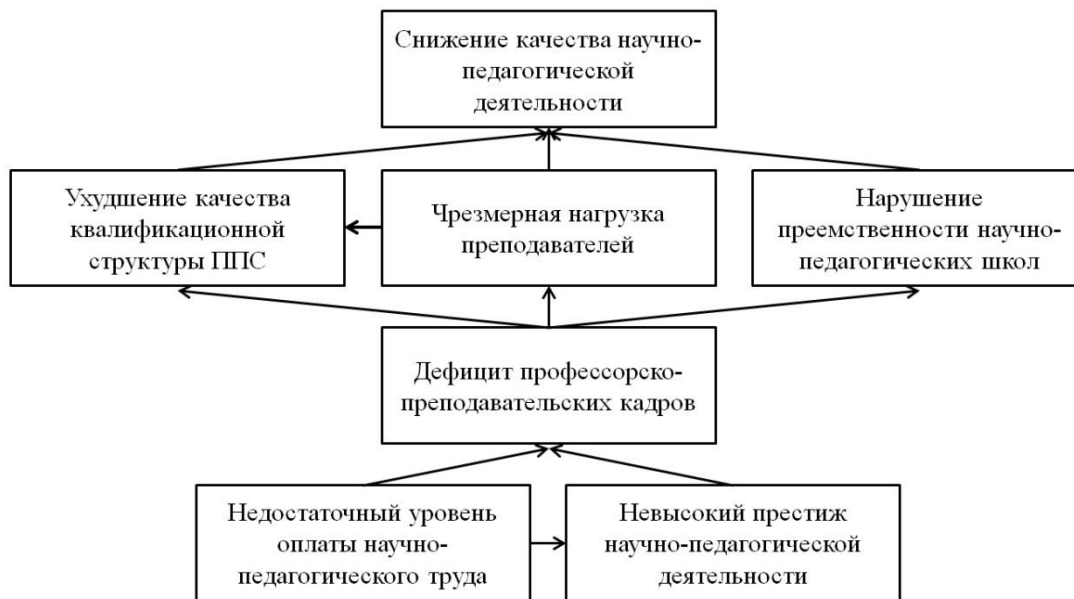 Снижение качества научно-
педагогической
деятельности
Ухудшение качества
квалификационной
структуры ППС
Чрезмерная нагрузка
преподавателей
Нарушение
преемственности научно-
педагогических школ
Дефицит профессорско-
преподавательских кадров
Недостаточный уровень
оплаты научно-
педагогического труда
Невысокий престиж
научно-педагогической
деятельности